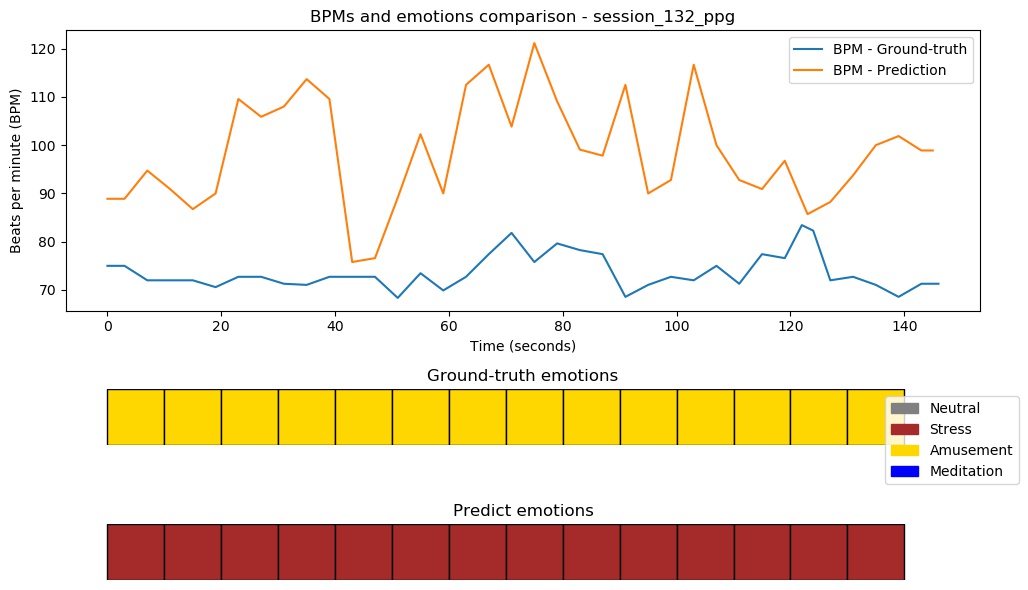 BPMs and emotions comparison - session_132_ppg
Beats per minute (BPM)
120
110
100
90
80
70
BPM - Ground-truth
BPM - Prediction
0 20 40 60 80 100 120 140
Time (seconds)
Ground-truth emotions
Neutral
Stress
Amusement
Meditation
Predict emotions